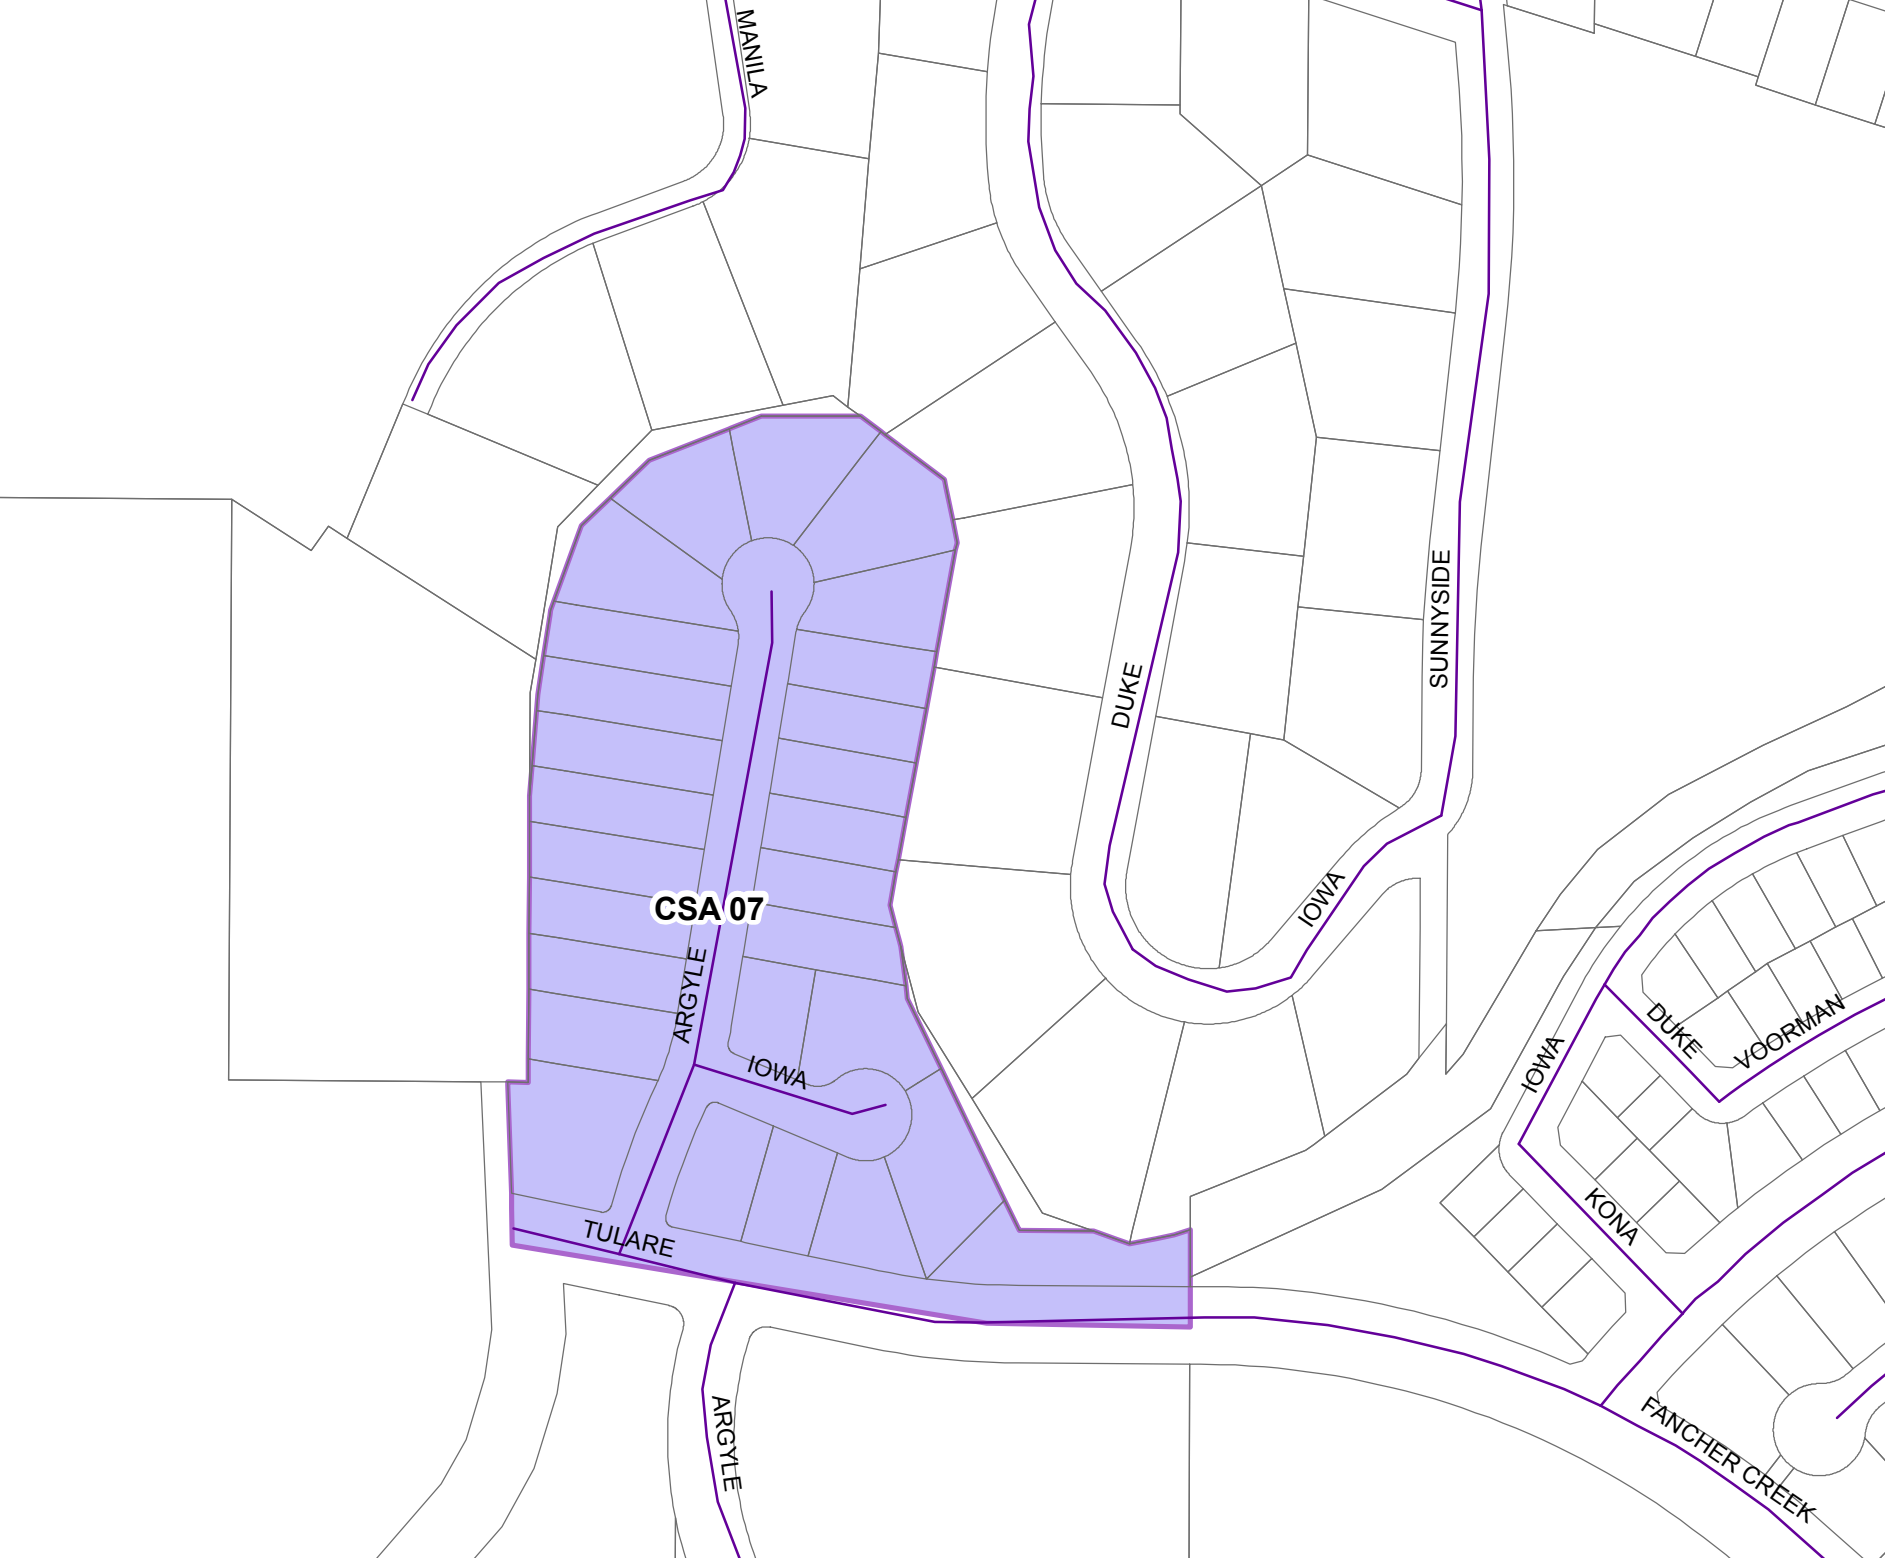 MANILA
SUNNYSIDE
DUKE
IOWA
CSA 07
ARGYLE
DUKE
VOORMAN
IOWA
IOWA
KONA
TULARE
ARGYLE
FANCHER CREEK